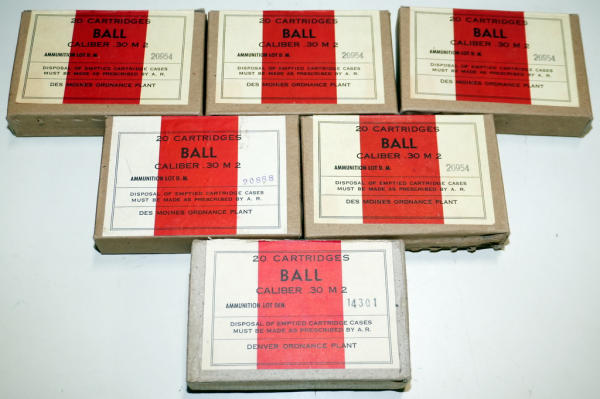 20 CARTRIDGES
BALL
CALIBER .30 M 2
AMMUNITION LOT D. M. 20954
DISPOSAL OF EMPTIED CARTRIDGE CASES
MUST BE MADE AS PRESCRIBED BY A. R.
DES MOINES ORDNANCE PLANT
20 CARTRIDGES
BALL
CALIBER .30 M 2
AMMUNITION LOT D. M. 20954
DISPOSAL OF EMPTIED CARTRIDGE CASES
MUST BE MADE AS PRESCRIBED BY A. R.
DES MOINES ORDNANCE PLANT
20 CARTRIDGES
BALL
CALIBER .30 M 2
AMMUNITION LOT D. M. 20954
DISPOSAL OF EMPTIED CARTRIDGE CASES
MUST BE MADE AS PRESCRIBED BY A. R.
DES MOINES ORDNANCE PLANT
20 CARTRIDGES
BALL
CALIBER .30 M 2
AMMUNITION LOT D. M. 20888
DISPOSAL OF EMPTIED CARTRIDGE CASES
MUST BE MADE AS PRESCRIBED BY A. R.
DES MOINES ORDNANCE PLANT
20 CARTRIDGES
BALL
CALIBER .30 M 2
AMMUNITION LOT D. M. 20954
DISPOSAL OF EMPTIED CARTRIDGE CASES
MUST BE MADE AS PRESCRIBED BY A. R.
DES MOINES ORDNANCE PLANT
20 CARTRIDGES
BALL
CALIBER .30 M 2
AMMUNITION LOT DEN. 14301
DISPOSAL OF EMPTIED CARTRIDGE CASES
MUST BE MADE AS PRESCRIBED BY A. R.
DENVER ORDNANCE PLANT